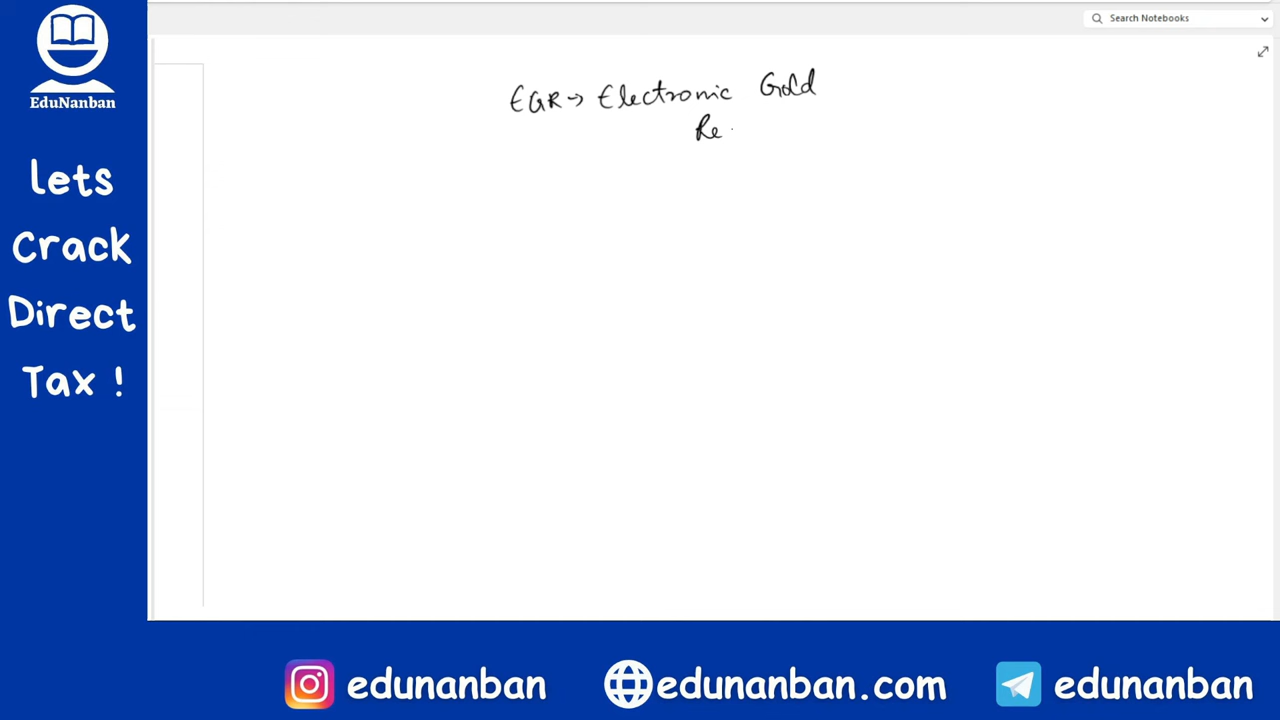 Search Notebooks
EduNanban
Lets
Crack
Direct
Tax !
EGR → Electronic Gold
Re
edunanban
edunanban.com
edunanban